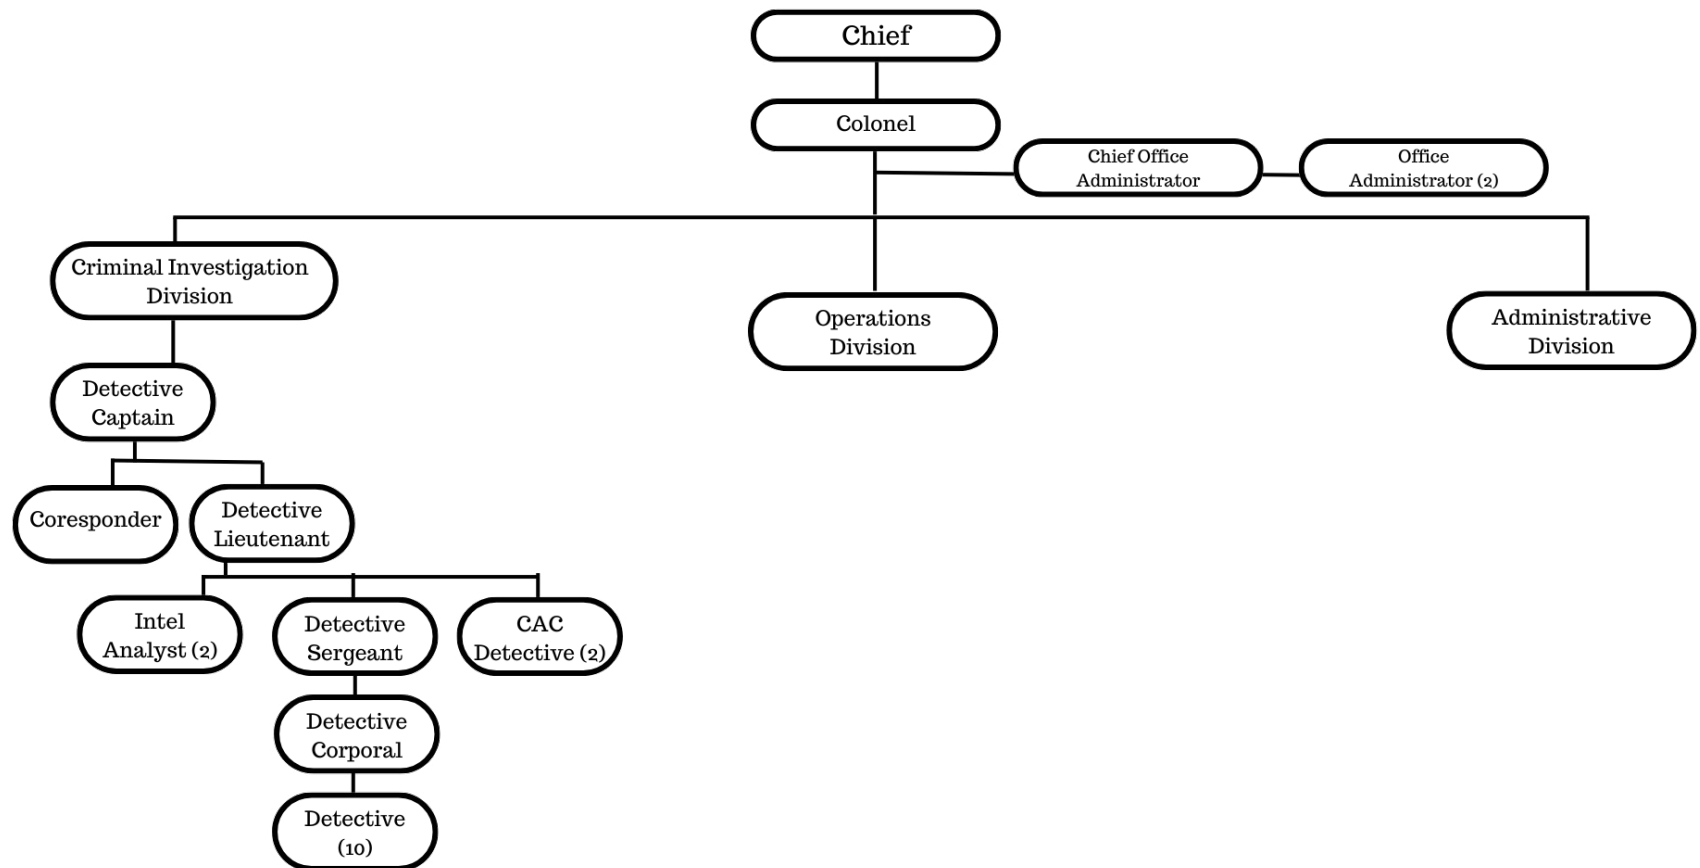 Chief
Colonel
Chief Office
Administrator
Office
Administrator (2)
Criminal Investigation
Division
Operations
Division
Administrative
Division
Detective
Captain
Coresponder
Detective
Lieutenant
Intel
Analyst (2)
Detective
Sergeant
CAC
Detective (2)
Detective
Corporal
Detective
(10)